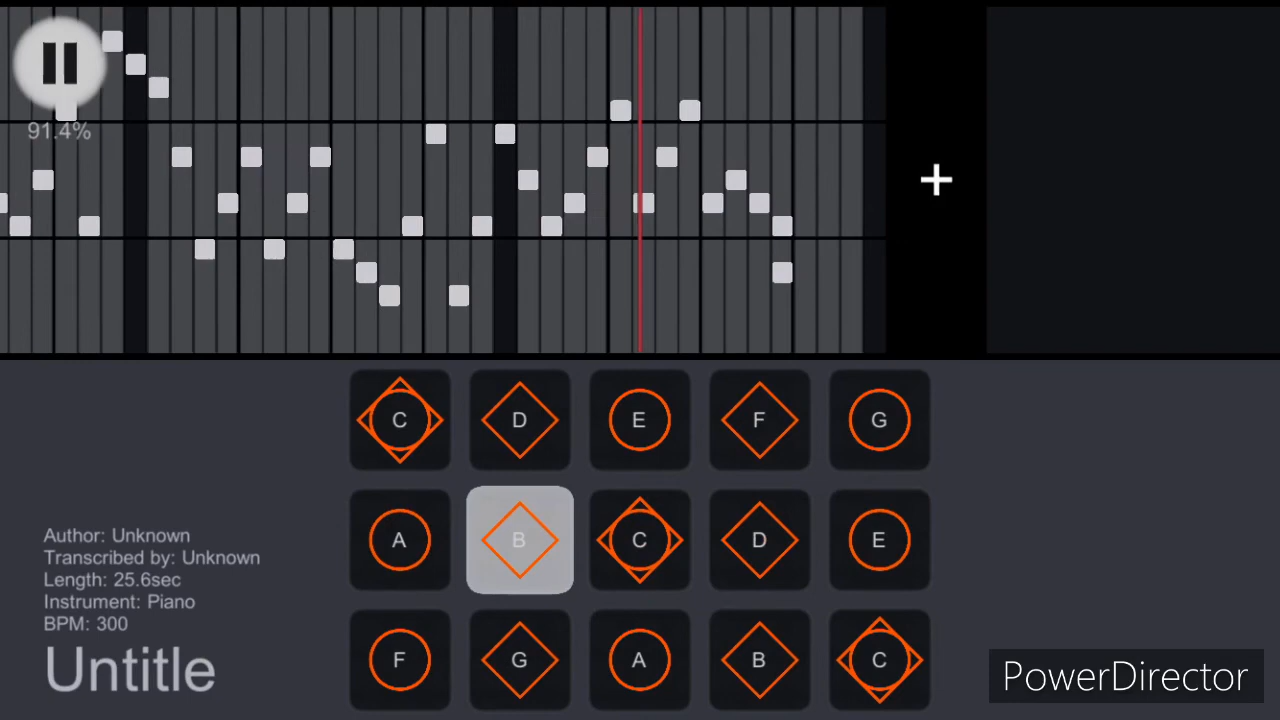 91.4%
C D E F G
A B C D E
Author: Unknown
Transcribed by: Unknown
Length: 25.6sec
Instrument: Piano
BPM: 300
Untitle
F G A B C
PowerDirector